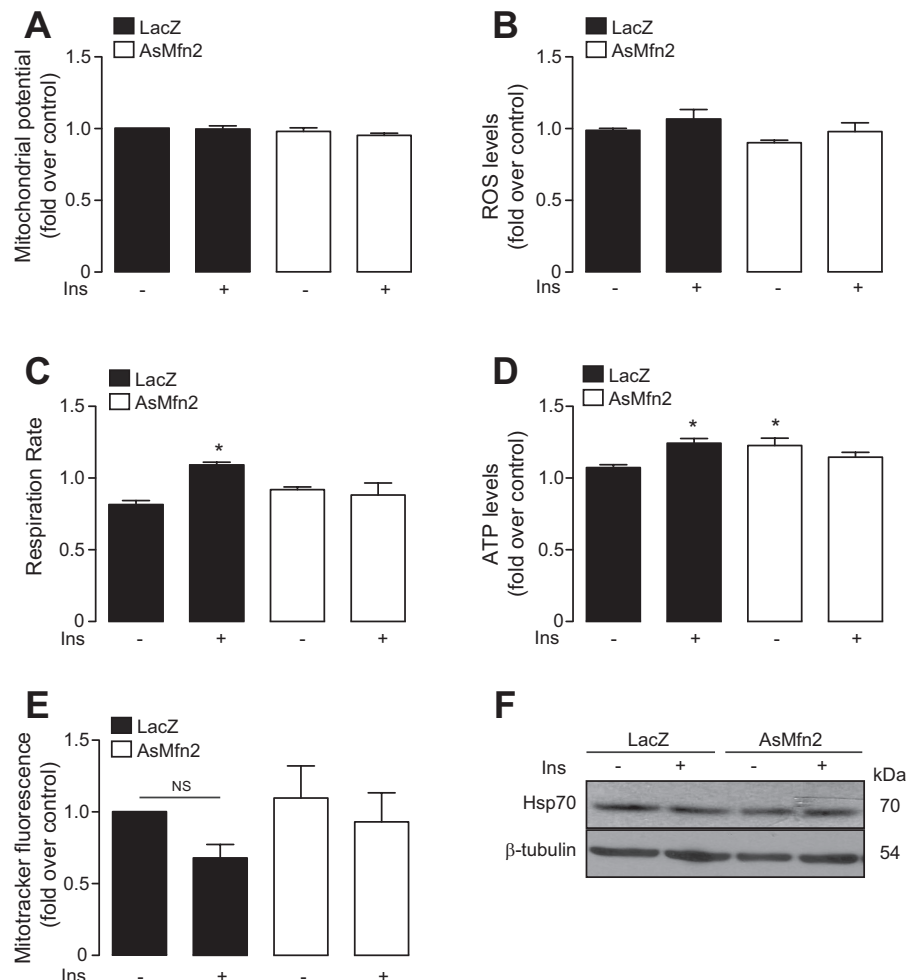 A
LacZ
AsMfn2
Mitochondrial potential
(fold over control)
1.5
1.0
0.5
0
Ins
-
+
-
+
B
LacZ
AsMfn2
ROS levels
(fold over control)
1.5
1.0
0.5
0
Ins
-
+
-
+
C
LacZ
AsMfn2
Respiration Rate
1.5
1.0
0.5
0
*
Ins
-
+
-
+
D
LacZ
AsMfn2
ATP levels
(fold over control)
1.5
1.0
0.5
0
*
*
Ins
-
+
-
+
E
LacZ
AsMfn2
Mitotracker fluorescence
(fold over control)
1.5
1.0
0.5
0
NS
Ins
-
+
-
+
F
LacZ AsMfn2
Ins - + - + kDa
Hsp70 70
β-tubulin 54